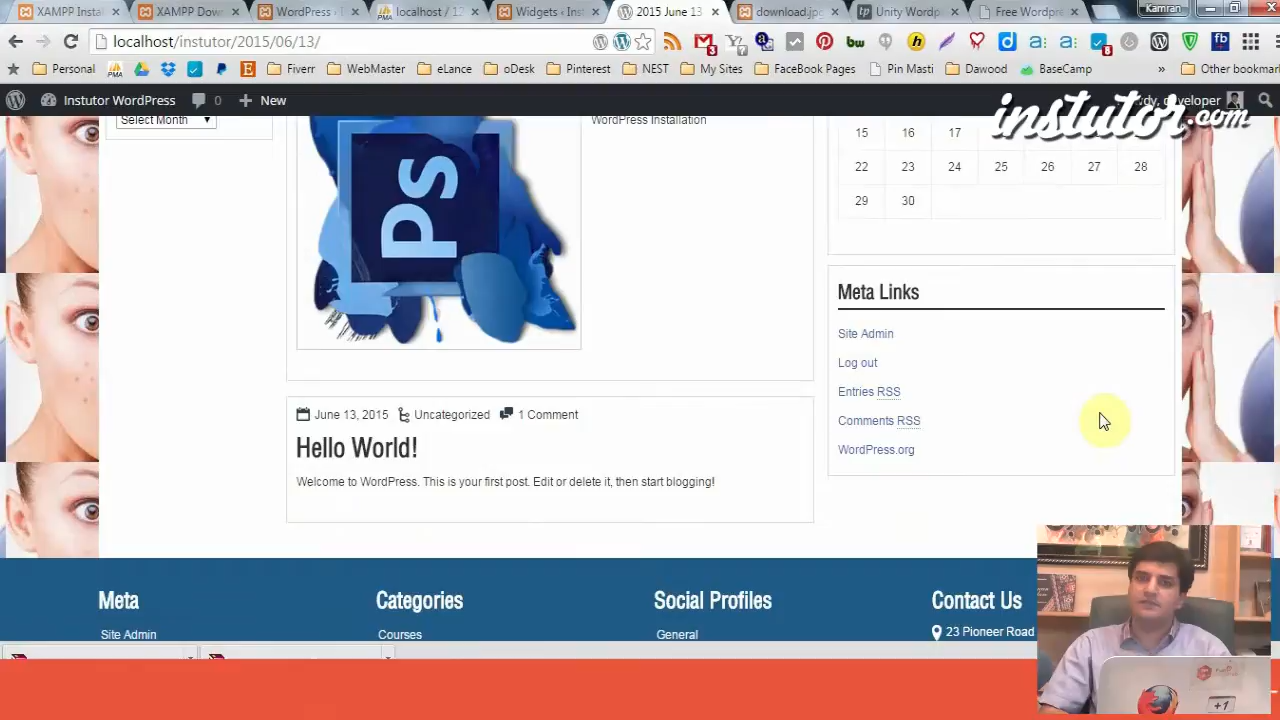 XAMPP Instal
XAMPP Dow
WordPress ‹ I
localhost / 12
Widgets ‹ Inst
2015 June 13
download.jpg
Unity Wordp
Free Wordpre
Kamran
localhost/instutor/2015/06/13/
Personal
Fiverr
WebMaster
eLance
oDesk
Pinterest
NEST
My Sites
FaceBook Pages
Pin Masti
Dawood
BaseCamp
»
Other bookmar
Instutor WordPress
0
New
developer
instutor.com
Select Month
Ps
WordPress Installation
15 16 17
22 23 24 25 26 27 28
29 30
Meta Links
Site Admin
Log out
Entries RSS
Comments RSS
WordPress.org
June 13, 2015 Uncategorized 1 Comment
Hello World!
Welcome to WordPress. This is your first post. Edit or delete it, then start blogging!
Meta
Site Admin
Categories
Courses
Social Profiles
General
Contact Us
23 Pioneer Road
+1